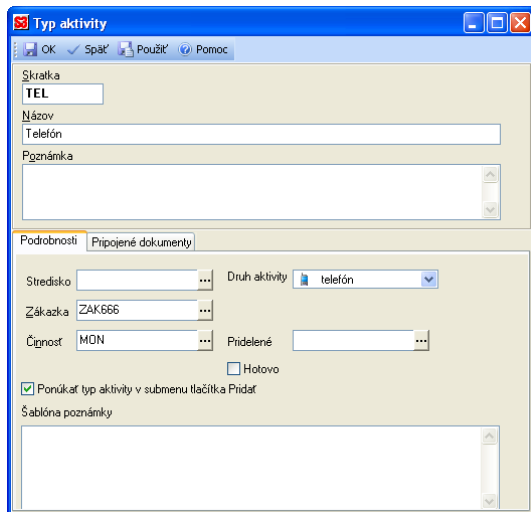 Typ aktivity
OK Späť Použiť Pomoc
Skratka
TEL
Názov
Telefón
Poznámka
Podrobnosti Pripojené dokumenty
Stredisko ... Druh aktivity telefón
Zákazka ZAK666 ...
Činnosť MON ... Pridelené ...
Hotovo
Ponúkať typ aktivity v submenu tlačítka Pridať
Šablóna poznámky